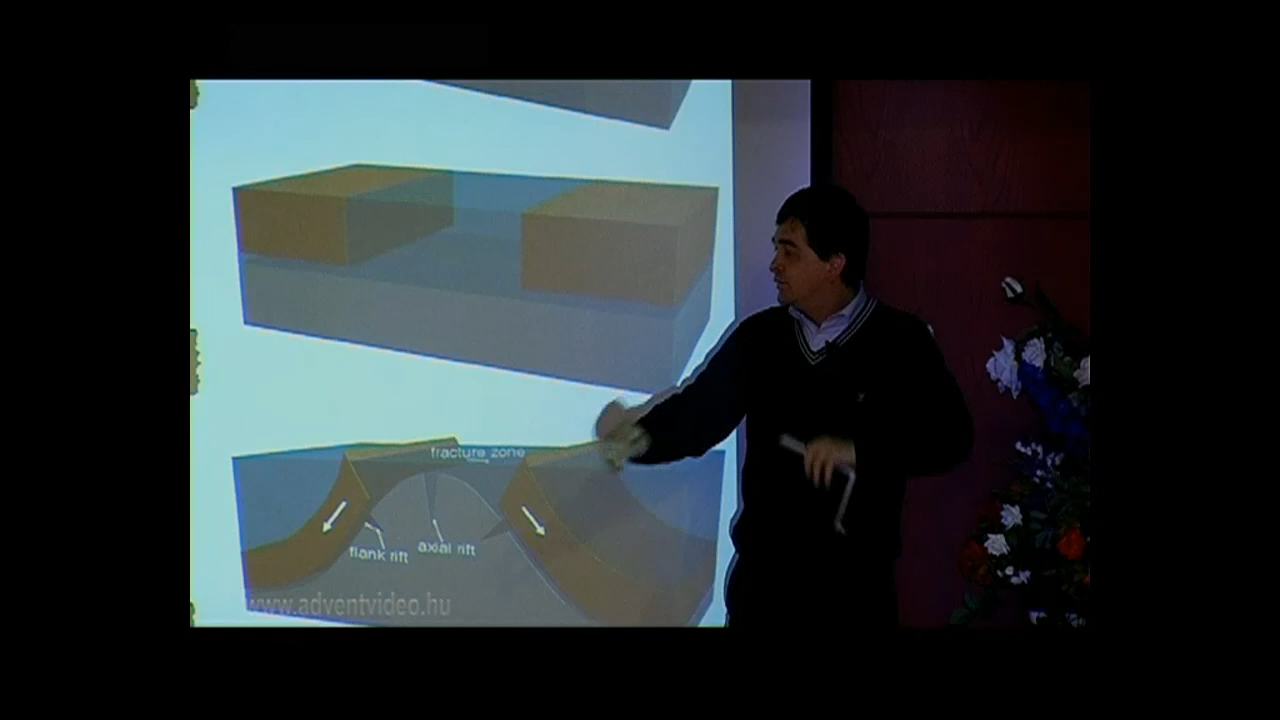 fracture zone
flank rift
axial rift
www.adventvideo.hu